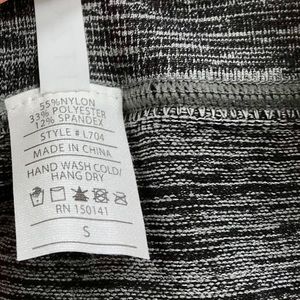 55%NYLON
33% POLYESTER
12% SPANDEX
STYLE # L704
MADE IN CHINA
HAND WASH COLD/
HANG DRY
RN 150141
S